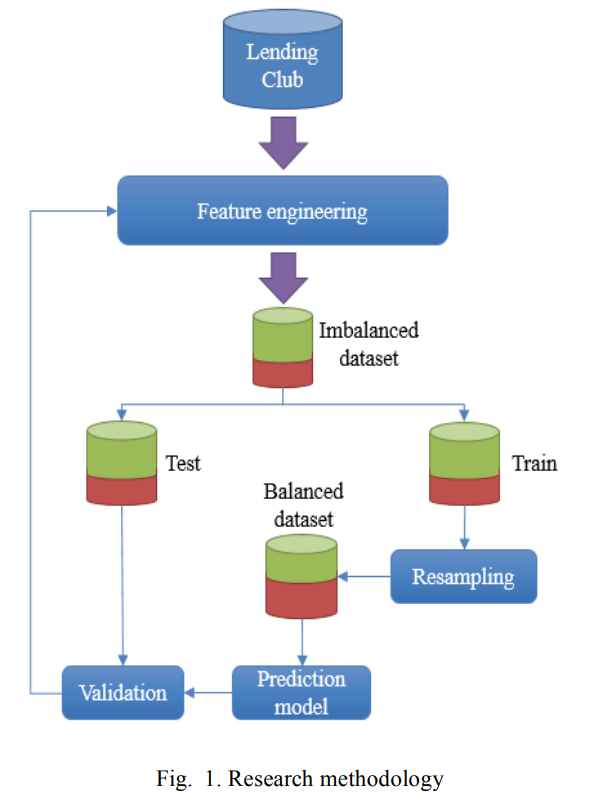 Lending
Club
Feature engineering
Imbalanced
dataset
Test
Train
Balanced
dataset
Resampling
Validation
Prediction
model
Fig. 1. Research methodology